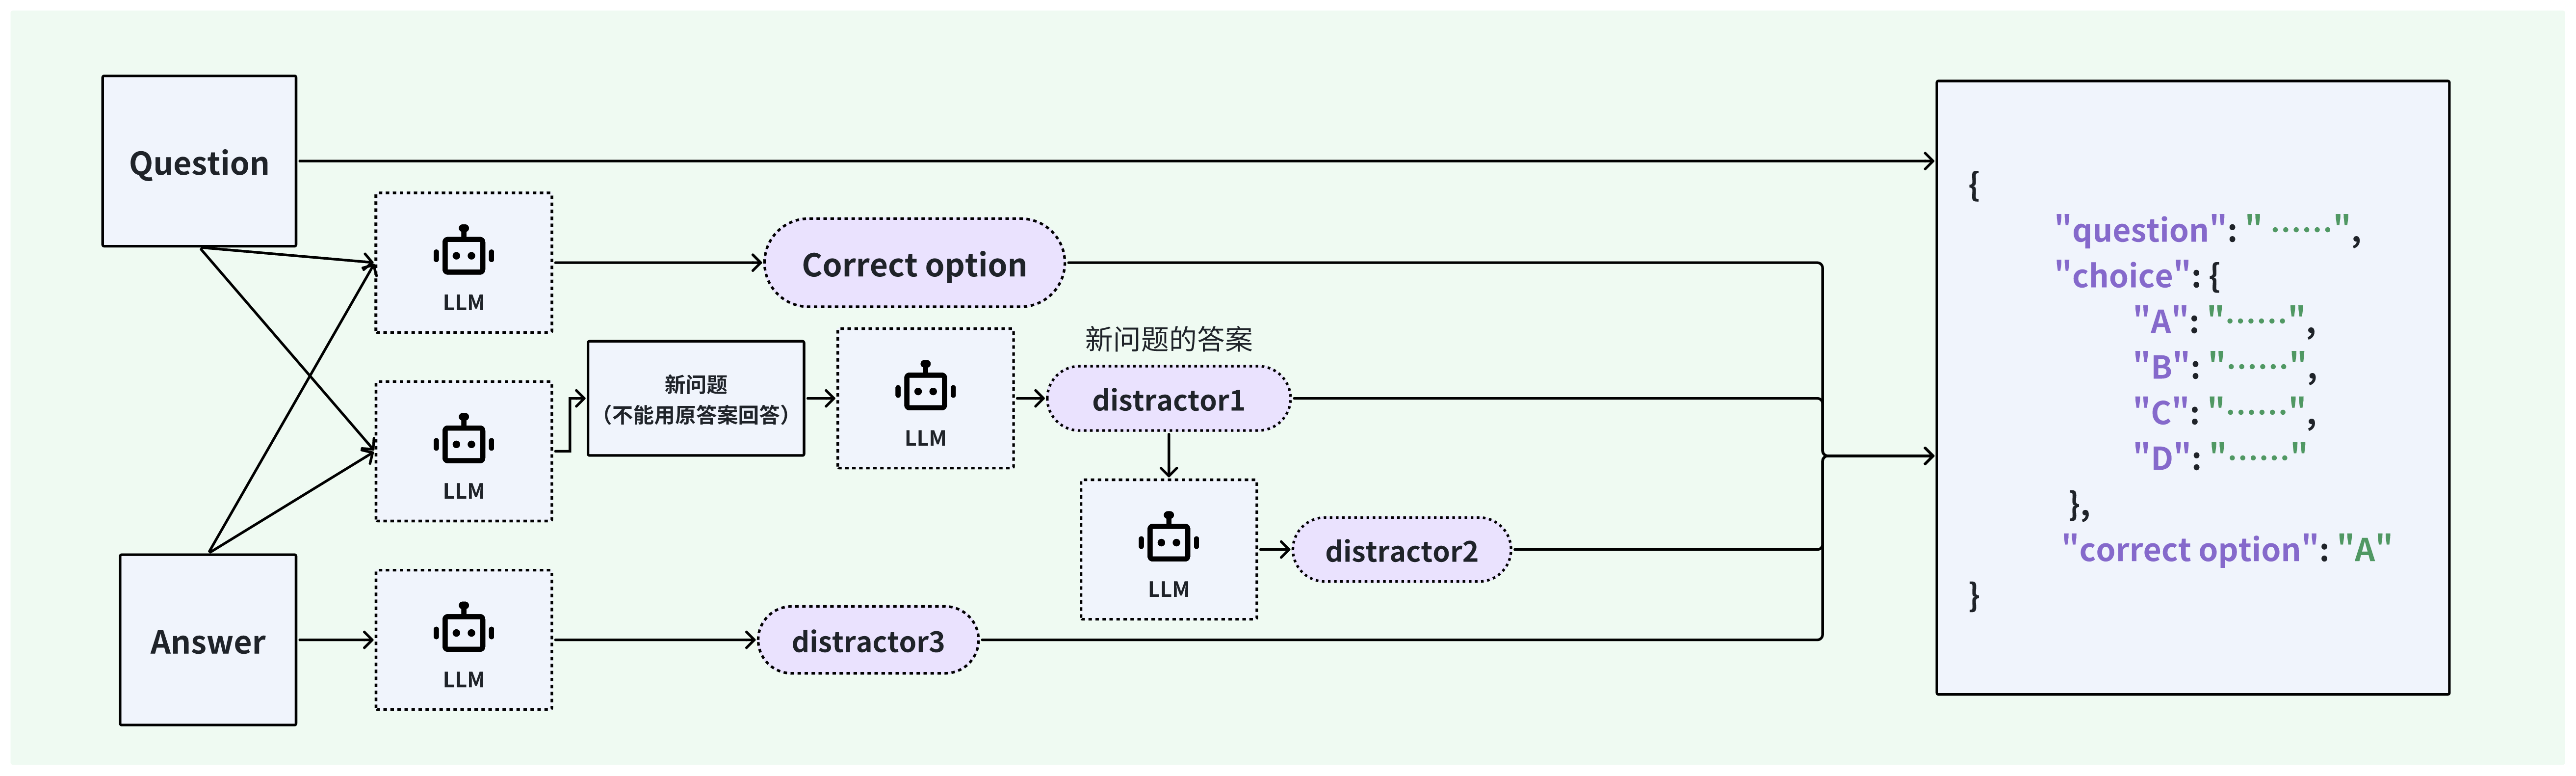 Question
LLM
Correct option
LLM
新问题
（不能用原答案回答）
LLM
新问题的答案
distractor1
LLM
distractor2
Answer
LLM
distractor3
{
"question": " ······",
"choice": {
"A": "······",
"B": "······",
"C": "······",
"D": "······"
},
"correct option": "A"
}